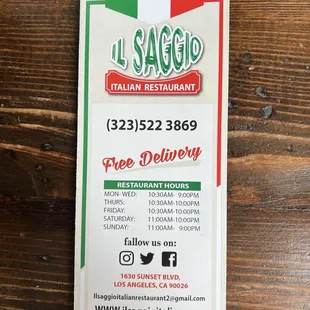 IL SAGGIO
ITALIAN RESTAURANT
(323)522 3869
Free Delivery
RESTAURANT HOURS
MON- WED: 10:30AM- 9:00PM.
THURS: 10:30AM-10:00PM.
FRIDAY: 10:30AM-10:00PM.
SATURDAY: 11:00AM-10:00PM.
SUNDAY: 11:00AM- 9:00PM.
fallow us on:
1630 SUNSET BLVD,
LOS ANGELES, CA 90026
Ilsaggioitalianrestaurant2@gmail.com